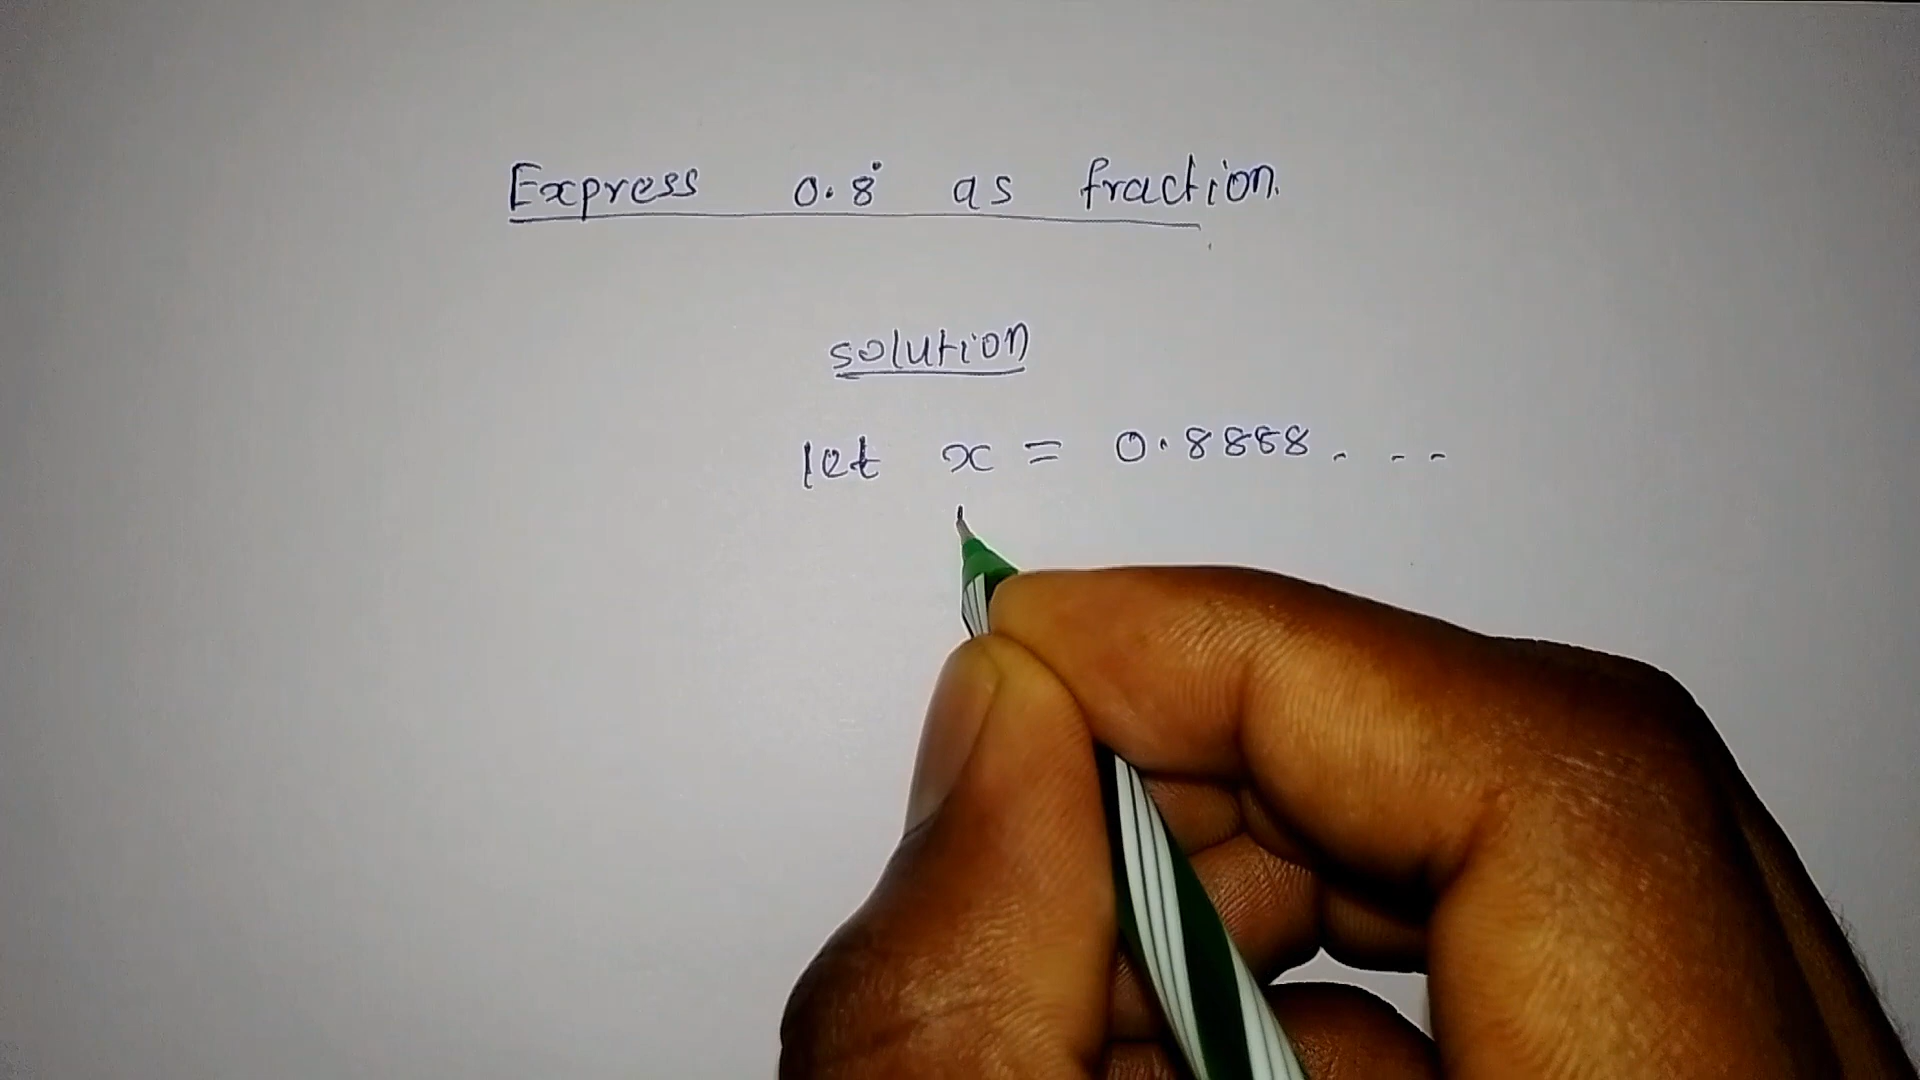 Express 0.8̇ as fraction.
solution
let x = 0.8888. . - -